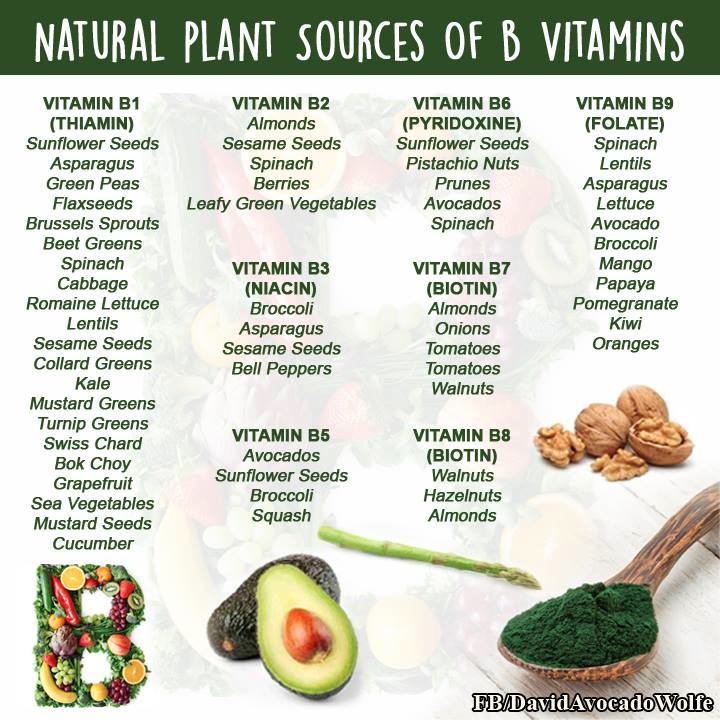 NATURAL PLANT SOURCES OF B VITAMINS
VITAMIN B1
(THIAMIN)
Sunflower Seeds
Asparagus
Green Peas
Flaxseeds
Brussels Sprouts
Beet Greens
Spinach
Cabbage
Romaine Lettuce
Lentils
Sesame Seeds
Collard Greens
Kale
Mustard Greens
Turnip Greens
Swiss Chard
Bok Choy
Grapefruit
Sea Vegetables
Mustard Seeds
Cucumber
VITAMIN B2
Almonds
Sesame Seeds
Spinach
Berries
Leafy Green Vegetables
VITAMIN B3
(NIACIN)
Broccoli
Asparagus
Sesame Seeds
Bell Peppers
VITAMIN B5
Avocados
Sunflower Seeds
Broccoli
Squash
VITAMIN B6
(PYRIDOXINE)
Sunflower Seeds
Pistachio Nuts
Prunes
Avocados
Spinach
VITAMIN B7
(BIOTIN)
Almonds
Onions
Tomatoes
Tomatoes
Walnuts
VITAMIN B8
(BIOTIN)
Walnuts
Hazelnuts
Almonds
VITAMIN B9
(FOLATE)
Spinach
Lentils
Asparagus
Lettuce
Avocado
Broccoli
Mango
Papaya
Pomegranate
Kiwi
Oranges
FB/DavidAvocadoWolfe